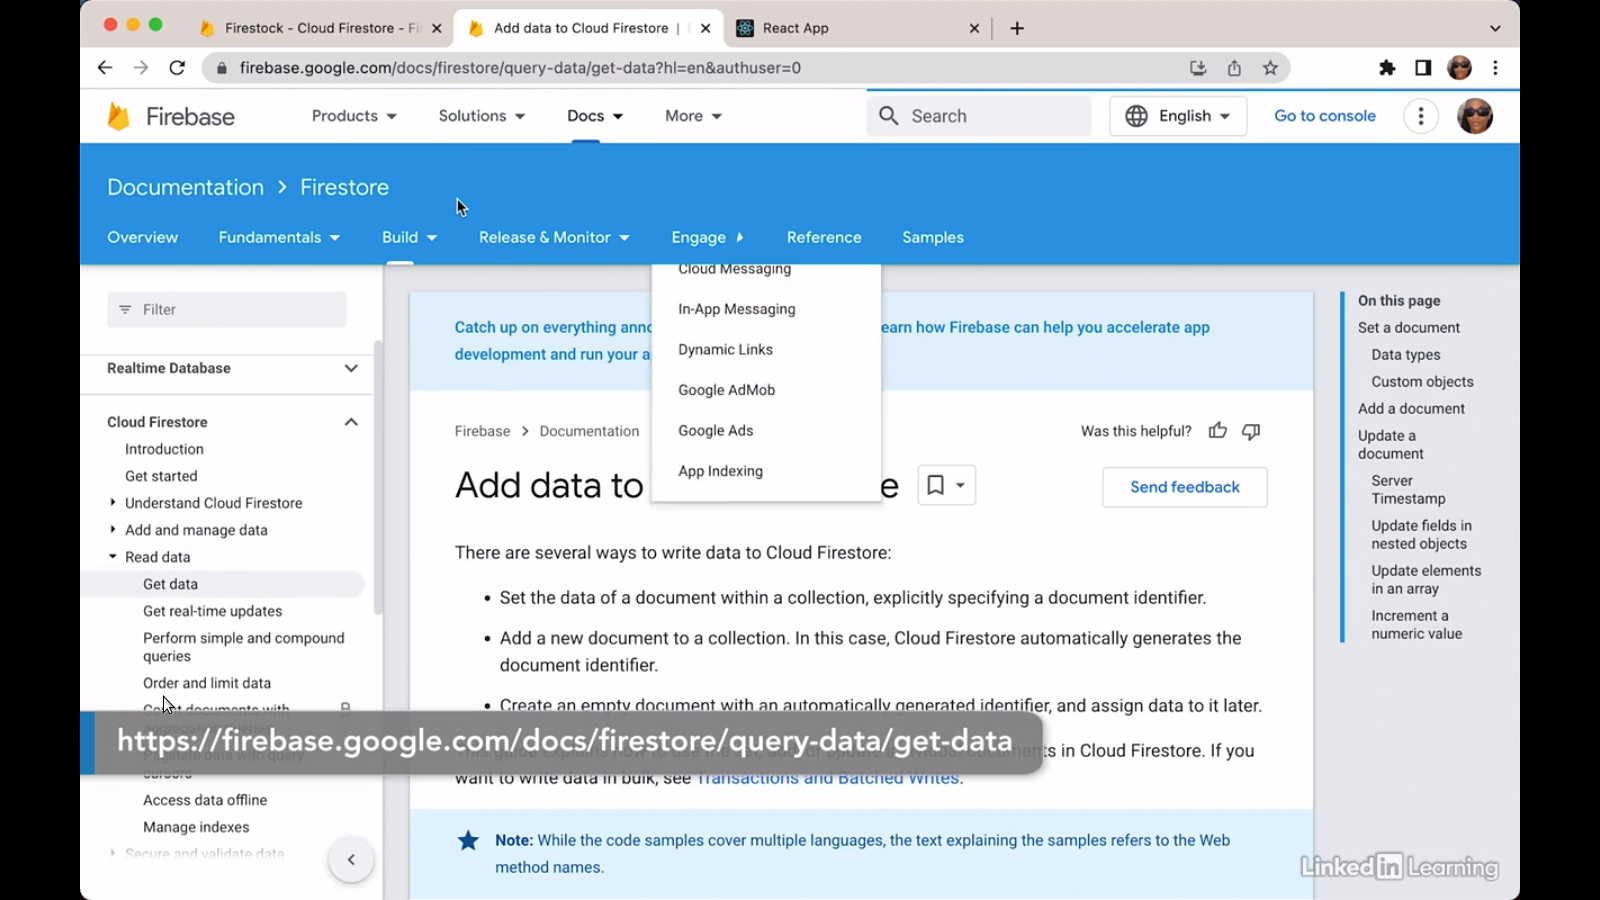 Firestock - Cloud Firestore - Fi
Add data to Cloud Firestore |
React App
firebase.google.com/docs/firestore/query-data/get-data?hl=en&authuser=0
Firebase
Products
Solutions
Docs
More
Search
English
Go to console
Documentation > Firestore
Overview
Fundamentals
Build
Release & Monitor
Engage
Reference
Samples
Cloud Messaging
In-App Messaging
Dynamic Links
Google AdMob
Google Ads
App Indexing
Filter
Realtime Database
Cloud Firestore
Introduction
Get started
Understand Cloud Firestore
Add and manage data
Read data
Get data
Get real-time updates
Perform simple and compound
queries
Order and limit data
Count documents with
Paginate data with query
cursors
Access data offline
Manage indexes
Secure and validate data
Catch up on everything anno
earn how Firebase can help you accelerate app
development and run your a
Firebase > Documentation
Was this helpful?
Add data to
e
Send feedback
There are several ways to write data to Cloud Firestore:
• Set the data of a document within a collection, explicitly specifying a document identifier.
• Add a new document to a collection. In this case, Cloud Firestore automatically generates the
document identifier.
• Create an empty document with an automatically generated identifier, and assign data to it later.
ts in Cloud Firestore. If you
want to write data in bulk, see Transactions and Batched Writes.
Note: While the code samples cover multiple languages, the text explaining the samples refers to the Web
method names.
On this page
Set a document
Data types
Custom objects
Add a document
Update a
document
Server
Timestamp
Update fields in
nested objects
Update elements
in an array
Increment a
numeric value
https://firebase.google.com/docs/firestore/query-data/get-data
LinkedIn Learning